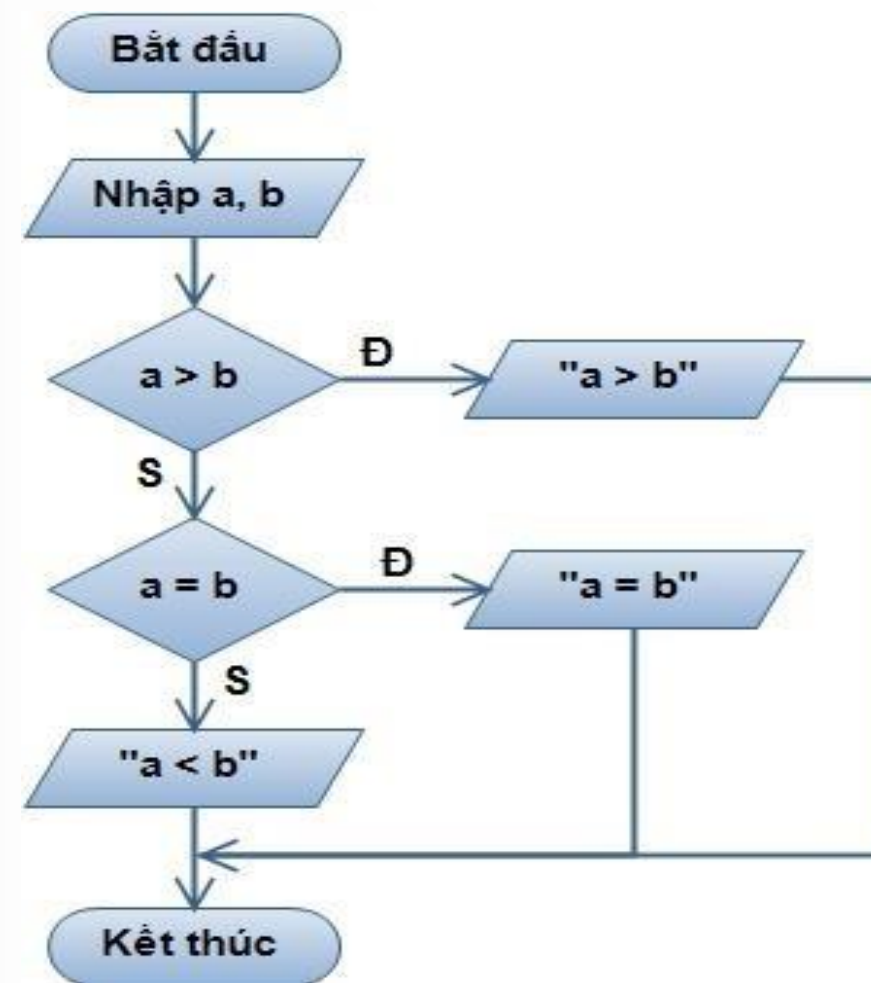 Bắt đầu
Nhập a, b
a > b
Đ
"a > b"
S
a = b
Đ
"a = b"
S
"a < b"
Kết thúc